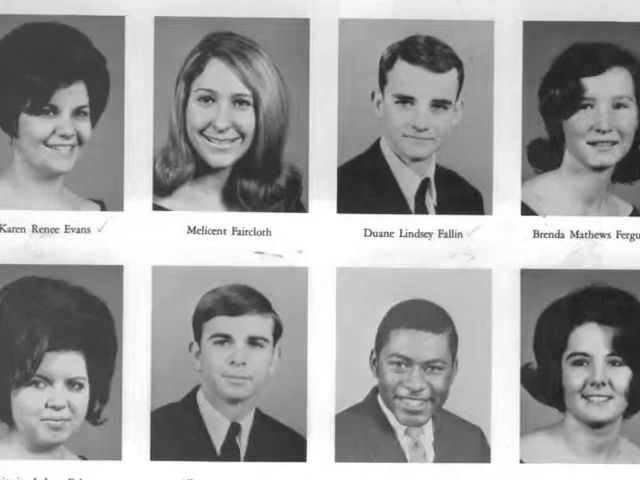 Karen Renee Evans ✓
Melicent Faircloth
Duane Lindsey Fallin ✓
Brenda Mathews Fergu